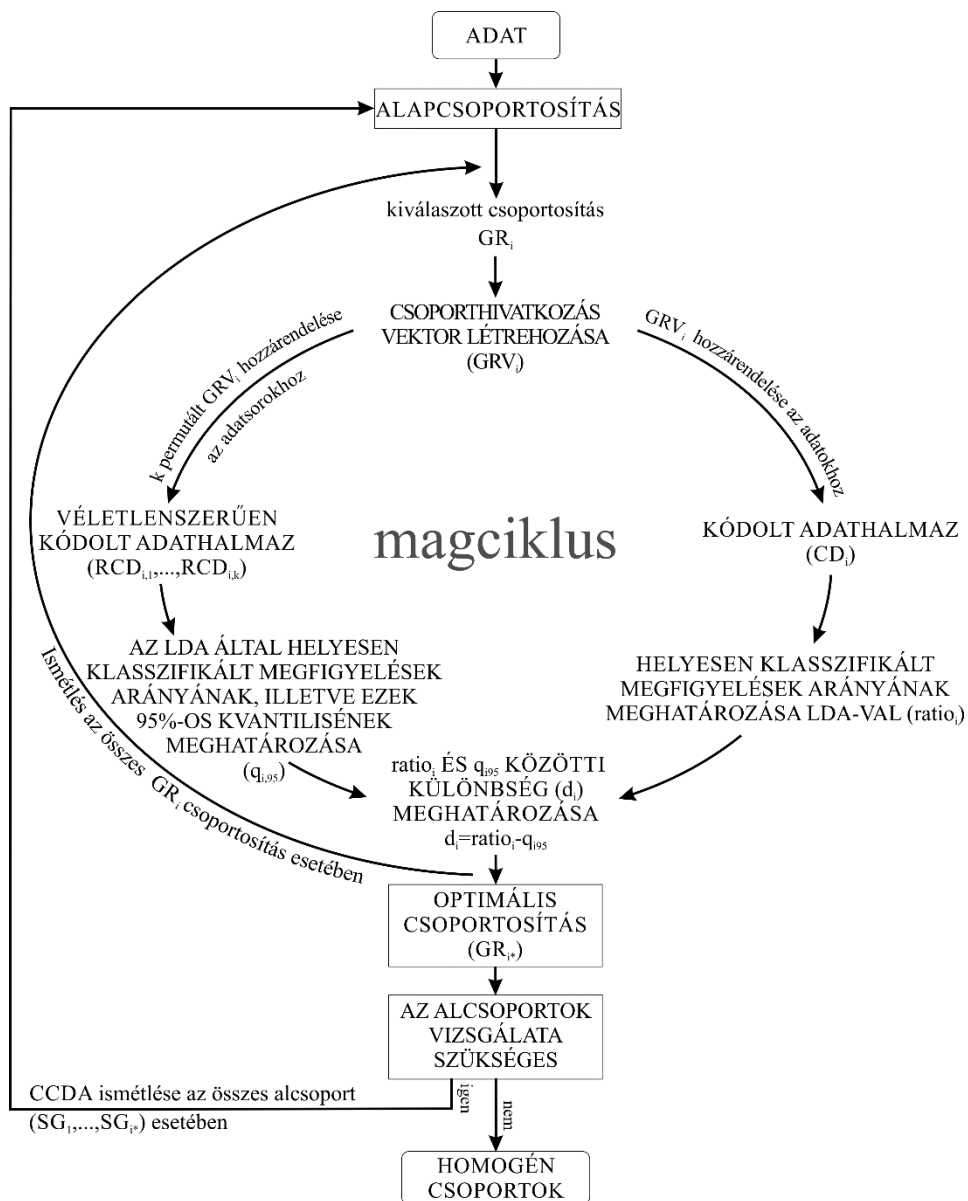 ADAT
ALAPCSOPORTOSÍTÁS
kiválaszott csoportosítás
GRᵢ
CSOPORTHIVATKOZÁS
VEKTOR LÉTREHOZÁSA
(GRVᵢ)
k permutált GRVᵢ hozzárendelése
az adatsorokhoz
GRVᵢ hozzárendelése az adatokhoz
VÉLETLENSZERŰEN
KÓDOLT ADATHALMAZ
(RCDᵢ,₁,...,RCDᵢ,ₖ)
magciklus
KÓDOLT ADATHALMAZ
(CDᵢ)
AZ LDA ÁLTAL HELYESEN
KLASSZIFIKÁLT MEGFIGYELÉSEK
ARÁNYÁNAK, ILLETVE EZEK
95%-OS KVANTILISÉNEK
MEGHATÁROZÁSA
(qᵢ,₉₅)
HELYESEN KLASSZIFIKÁLT
MEGFIGYELÉSEK ARÁNYÁNAK
MEGHATÁROZÁSA LDA-VAL (ratioᵢ)
Ismétlés az összes GRᵢ csoportosítás esetében
ratioᵢ ÉS qᵢ₉₅ KÖZÖTTI
KÜLÖNBSÉG (dᵢ)
MEGHATÁROZÁSA
dᵢ=ratioᵢ-qᵢ₉₅
OPTIMÁLIS
CSOPORTOSÍTÁS
(GRᵢ*)
AZ ALCSOPORTOK
VIZSGÁLATA
SZÜKSÉGES
CCDA ismétlése az összes alcsoport
(SG₁,...,SGᵢ*) esetében
igen
nem
HOMOGÉN
CSOPORTOK